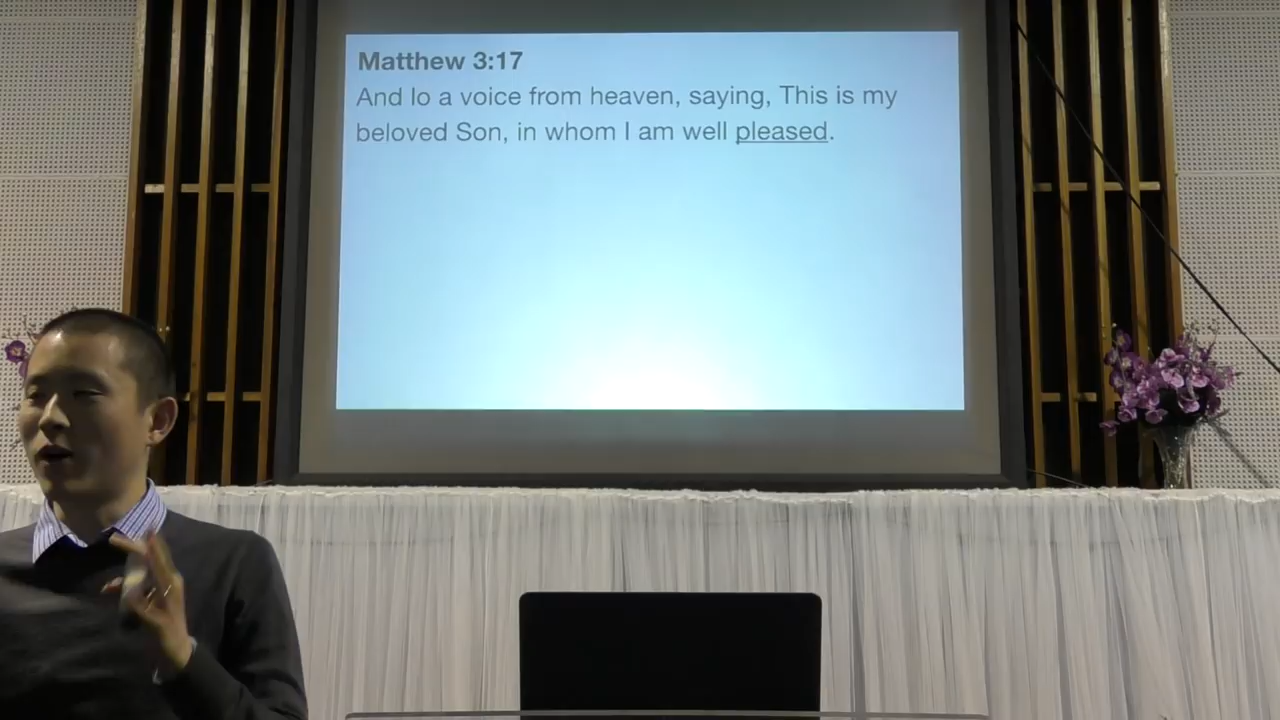 Matthew 3:17
And lo a voice from heaven, saying, This is my
beloved Son, in whom I am well pleased.